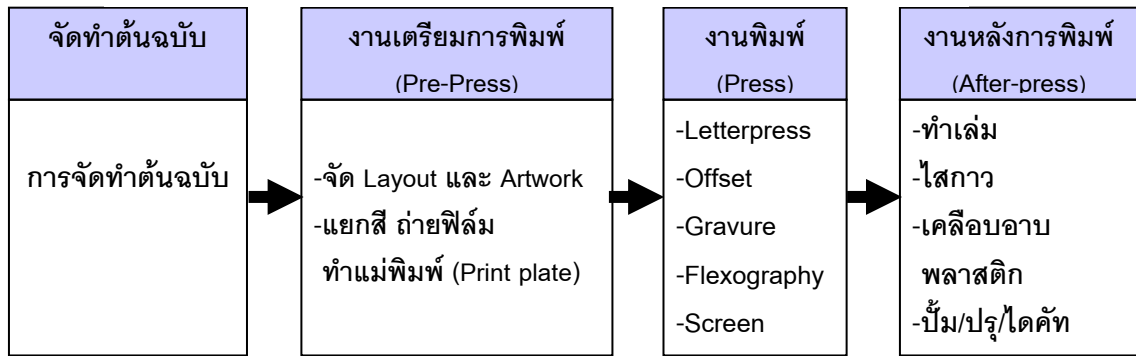 จัดทำต้นฉบับ
การจัดทำต้นฉบับ
งานเตรียมการพิมพ์
(Pre-Press)
-จัด Layout และ Artwork
-แยกสี ถ่ายฟิล์ม
ทำแม่พิมพ์ (Print plate)
งานพิมพ์
(Press)
-Letterpress
-Offset
-Gravure
-Flexography
-Screen
งานหลังการพิมพ์
(After-press)
-ทำเล่ม
-ไสกาว
-เคลือบอาบ
พลาสติก
-ปั้ม/ปรุ/ไดคัท